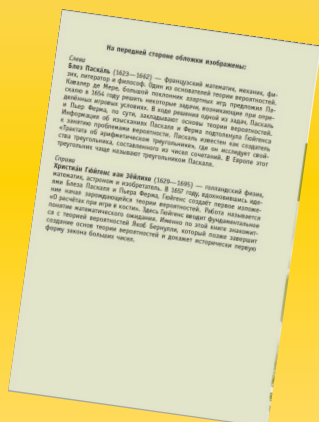 На передней стороне обложки изображены:
Слева
Блез Паскаль (1623—1662) — французский математик, механик, фи-
зик, литератор и философ. Один из основателей теории вероятностей.
Кавалер де Мере, большой поклонник азартных игр, предложил Па-
скалю в 1654 году решить некоторые задачи, возникающие при опре-
делённых игровых условиях. В ходе решения одной из задач, Паскаль
и Пьер Ферма, по сути, закладывают основы теории вероятностей.
Информация об изысканиях Паскаля и Ферма подтолкнула Гюйгенса
к занятию проблемами вероятности. Паскаль известен как создатель
«Трактата об арифметическом треугольнике», где он исследует свой-
ства треугольника, составленного из чисел сочетаний. В Европе этот
треугольник чаще называют треугольником Паскаля.
Справа
Христиан Гюйгенс ван Зёйлихем (1629—1695) — голландский физик,
математик, астроном и изобретатель. В 1657 году, вдохновившись иде-
ями Блеза Паскаля и Пьера Ферма, Гюйгенс создаёт первое изложе-
ние начал зарождающейся теории вероятностей. Работа называется
«О расчётах при игре в кости». Здесь Гюйгенс вводит фундаментальное
понятие математического ожидания. Именно по этой книге знакомит-
ся с теорией вероятностей Якоб Бернулли, который позже завершит
создание основ теории вероятностей и докажет исторически первую
форму закона больших чисел.